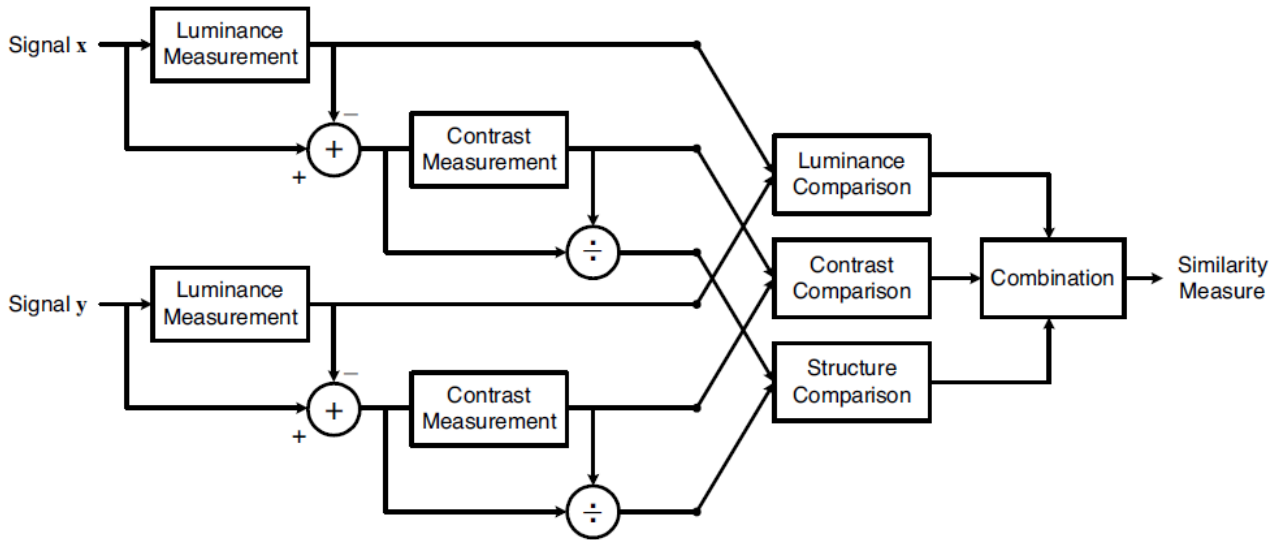 Signal x
Luminance
Measurement
−
+
+
Contrast
Measurement
÷
Signal y
Luminance
Measurement
−
+
+
Contrast
Measurement
÷
Luminance
Comparison
Contrast
Comparison
Structure
Comparison
Combination
Similarity
Measure